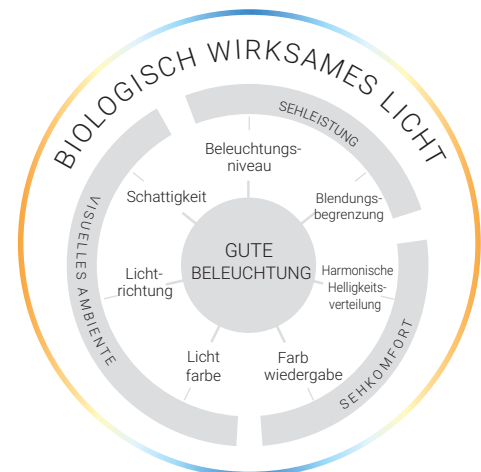 BIOLOGISCH WIRKSAMES LICHT
SEHLEISTUNG
Beleuchtungs-
niveau
Schattigkeit
Blendungs-
begrenzung
VISUELLES AMBIENTE
GUTE
BELEUCHTUNG
Licht-
richtung
Harmonische
Helligkeits-
verteilung
SEHKOMFORT
Licht
farbe
Farb
wiedergabe